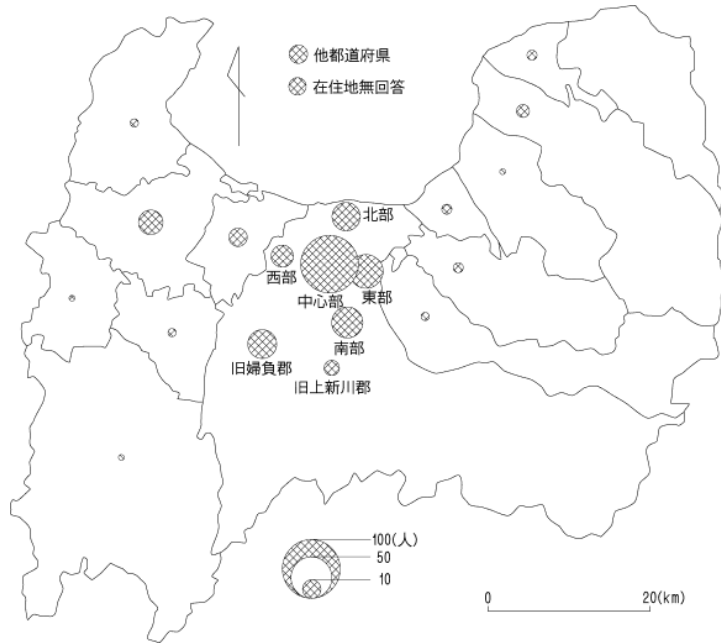 他都道府県
在住地無回答
北部
西部
中心部
東部
南部
旧婦負郡
旧上新川郡
100(人)
50
10
0
20(km)